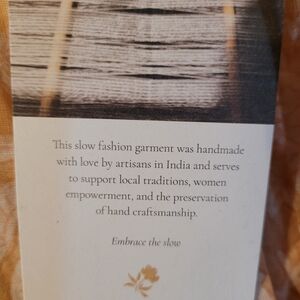 This slow fashion garment was handmade
with love by artisans in India and serves
to support local traditions, women
empowerment, and the preservation
of hand craftsmanship.
Embrace the slow